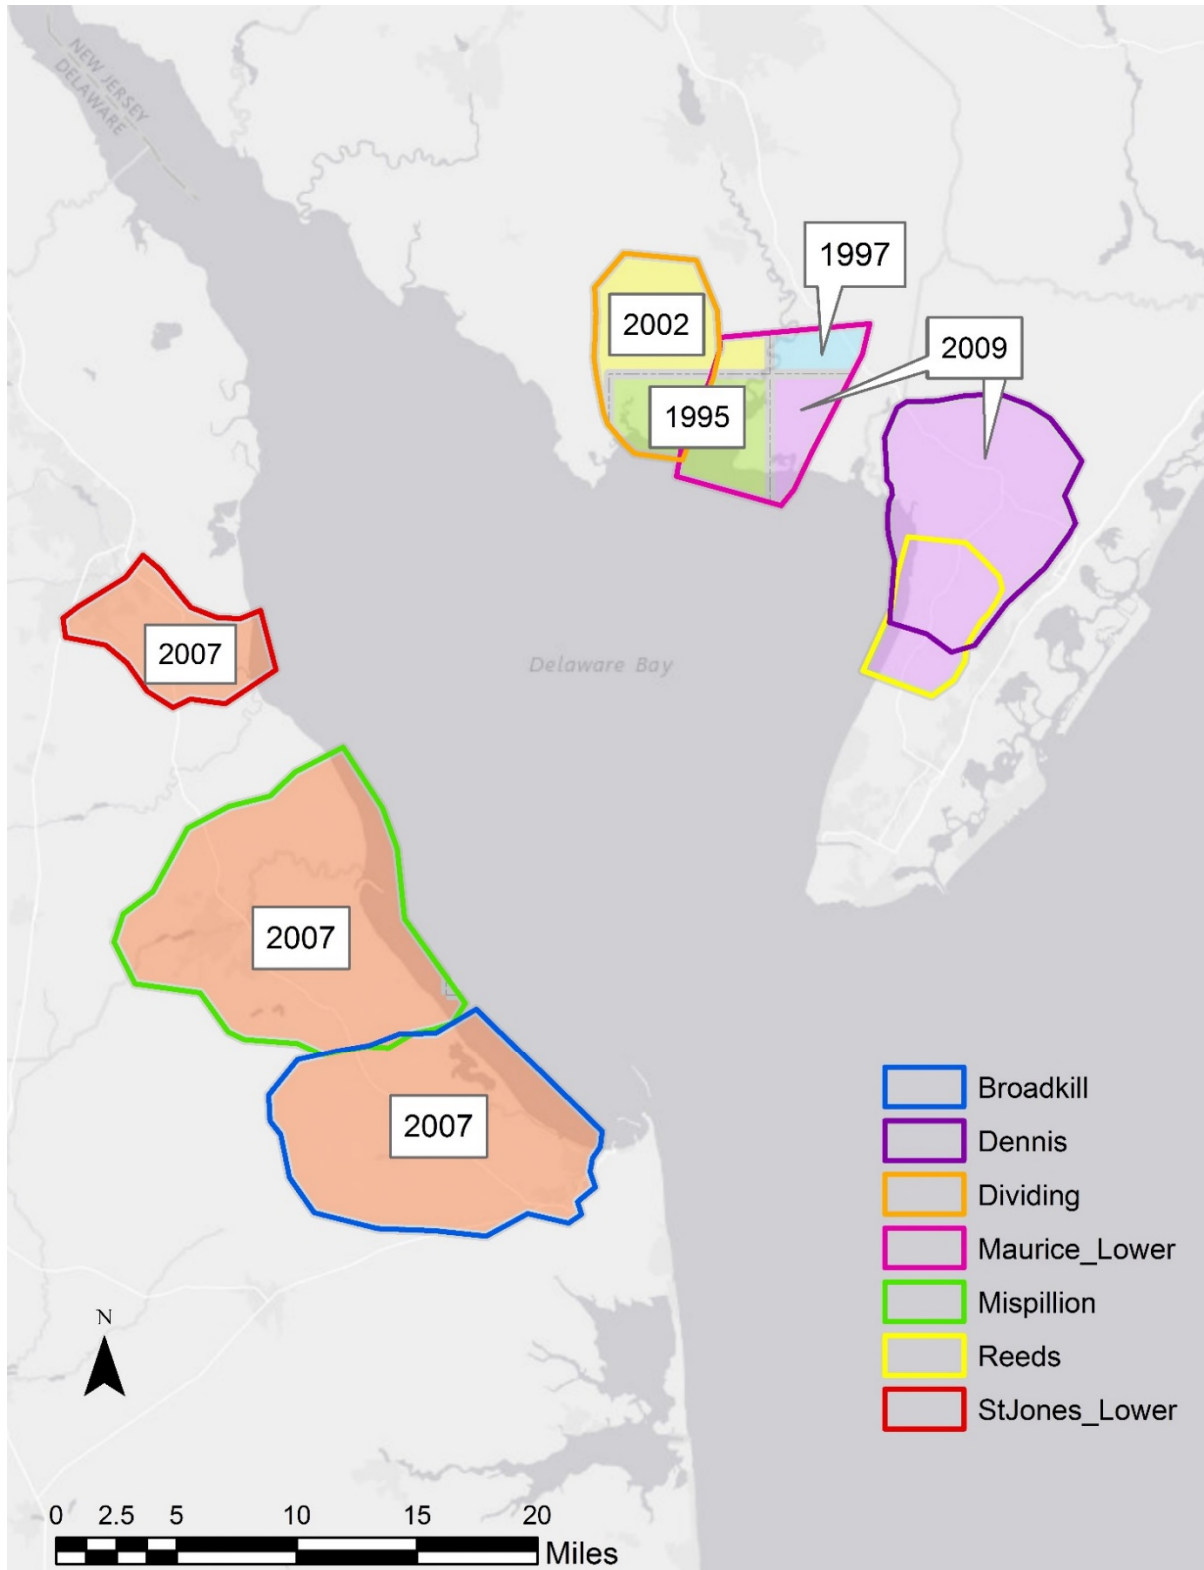 NEW JERSEY
DELAWARE
1997
2002
2009
1995
2007
Delaware Bay
2007
2007
Broadkill
Dennis
Dividing
Maurice_Lower
Mispillion
Reeds
StJones_Lower
N
0 2.5 5 10 15 20
Miles